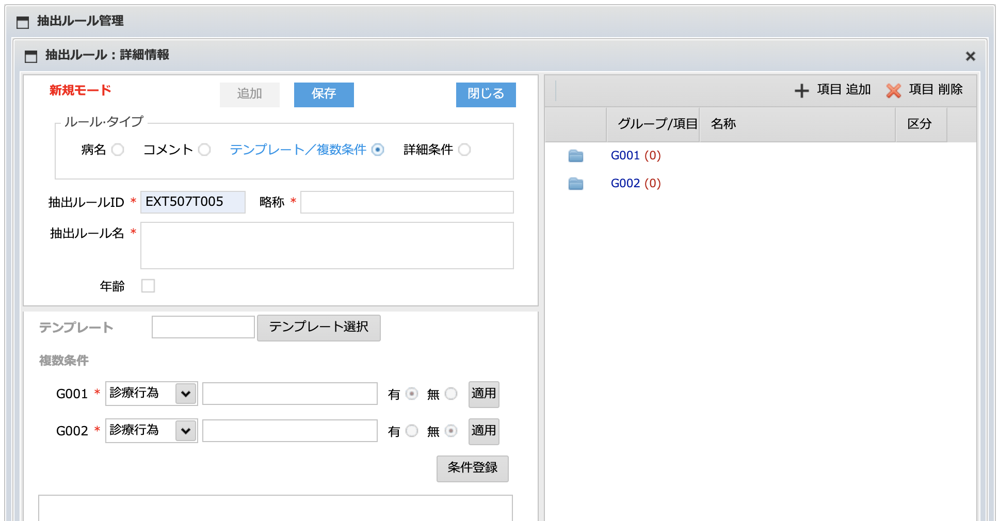 抽出ルール管理
抽出ルール：詳細情報
新規モード 追加 保存 閉じる
ルール・タイプ
病名 コメント テンプレート／複数条件 詳細条件
抽出ルールID * EXT507T005 略称 *
抽出ルール名 *
年齢
テンプレート テンプレート選択
複数条件
G001 * 診療行為 有 無 適用
G002 * 診療行為 有 無 適用
条件登録
項目 追加 項目 削除
グループ/項目 名称 区分
G001 (0)
G002 (0)